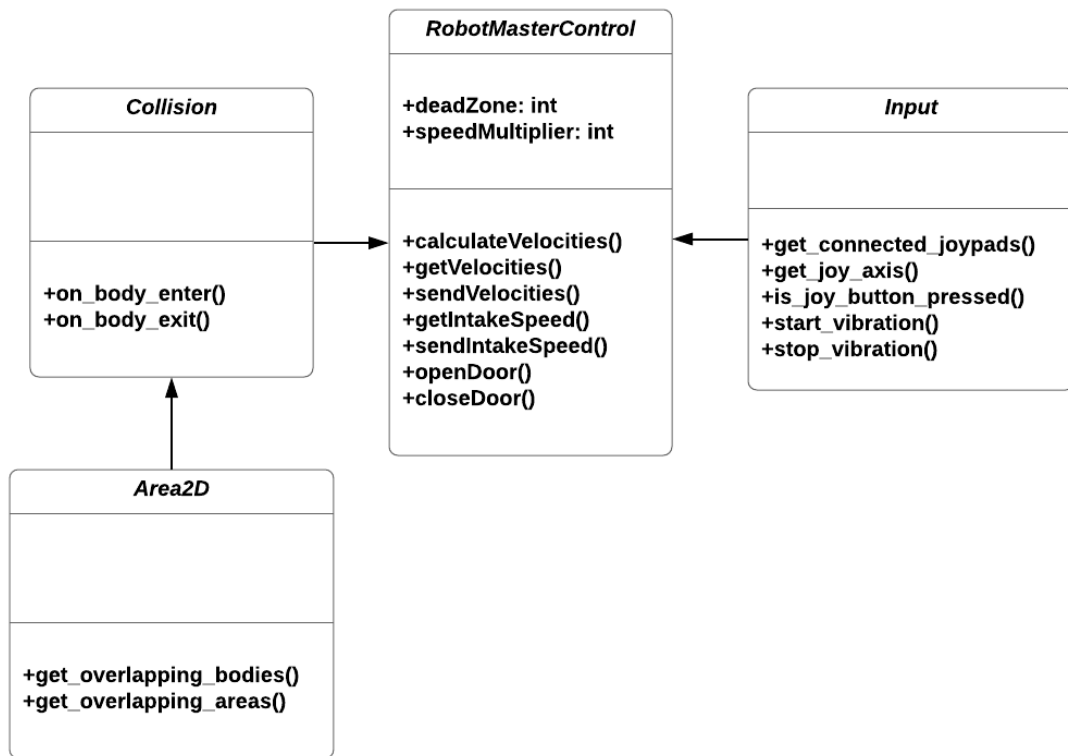 RobotMasterControl
+deadZone: int
+speedMultiplier: int
+calculateVelocities()
+getVelocities()
+sendVelocities()
+getIntakeSpeed()
+sendIntakeSpeed()
+openDoor()
+closeDoor()
Collision
+on_body_enter()
+on_body_exit()
Input
+get_connected_joypads()
+get_joy_axis()
+is_joy_button_pressed()
+start_vibration()
+stop_vibration()
Area2D
+get_overlapping_bodies()
+get_overlapping_areas()